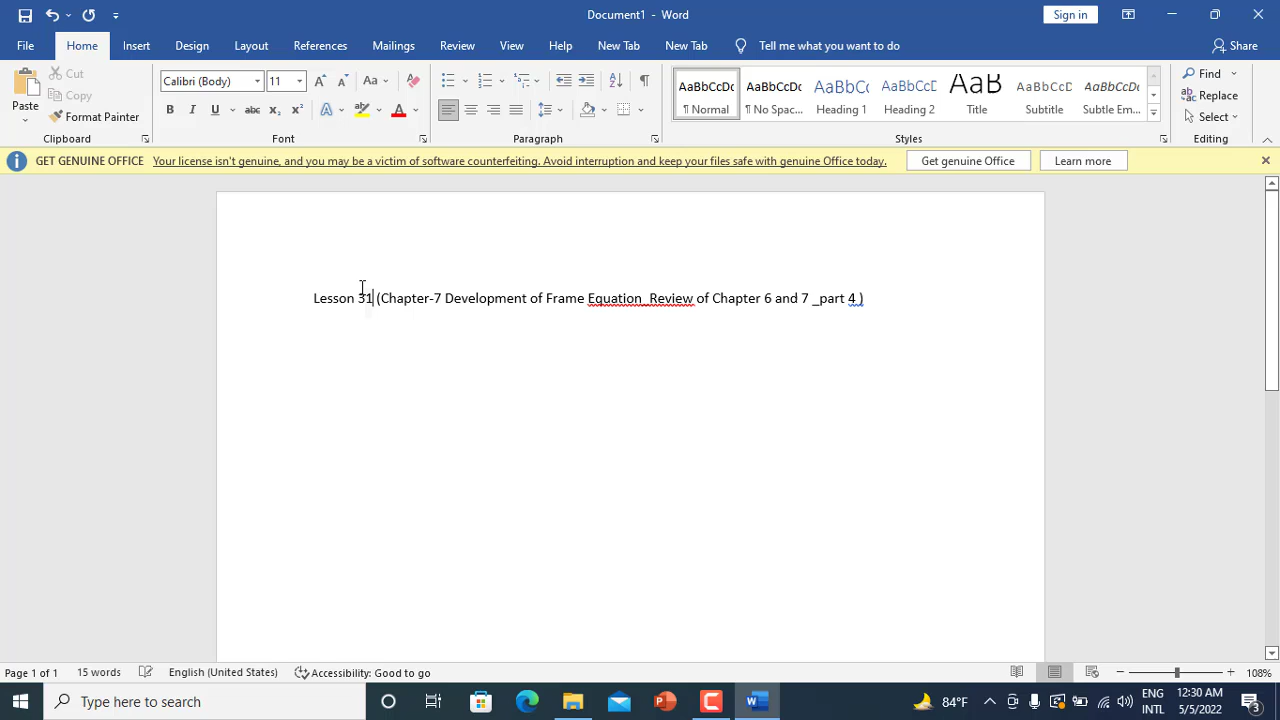 Document1 - Word
Sign in
File Home Insert Design Layout References Mailings Review View Help New Tab New Tab Tell me what you want to do Share
Paste
Cut
Copy
Format Painter
Clipboard
Calibri (Body) 11
Font
Paragraph
AaBbCcDc AaBbCcDc AaBbCc AaBbCcD AaB AaBbCcD AaBbCcDc
¶ Normal ¶ No Spac... Heading 1 Heading 2 Title Subtitle Subtle Em...
Styles
Find
Replace
Select
Editing
GET GENUINE OFFICE Your license isn't genuine, and you may be a victim of software counterfeiting. Avoid interruption and keep your files safe with genuine Office today. Get genuine Office Learn more
Lesson 31 (Chapter-7 Development of Frame Equation_Review of Chapter 6 and 7 _part 4 )
Page 1 of 1 15 words English (United States) Accessibility: Good to go 108%
Type here to search
84°F
ENG
INTL
12:30 AM
5/5/2022
3